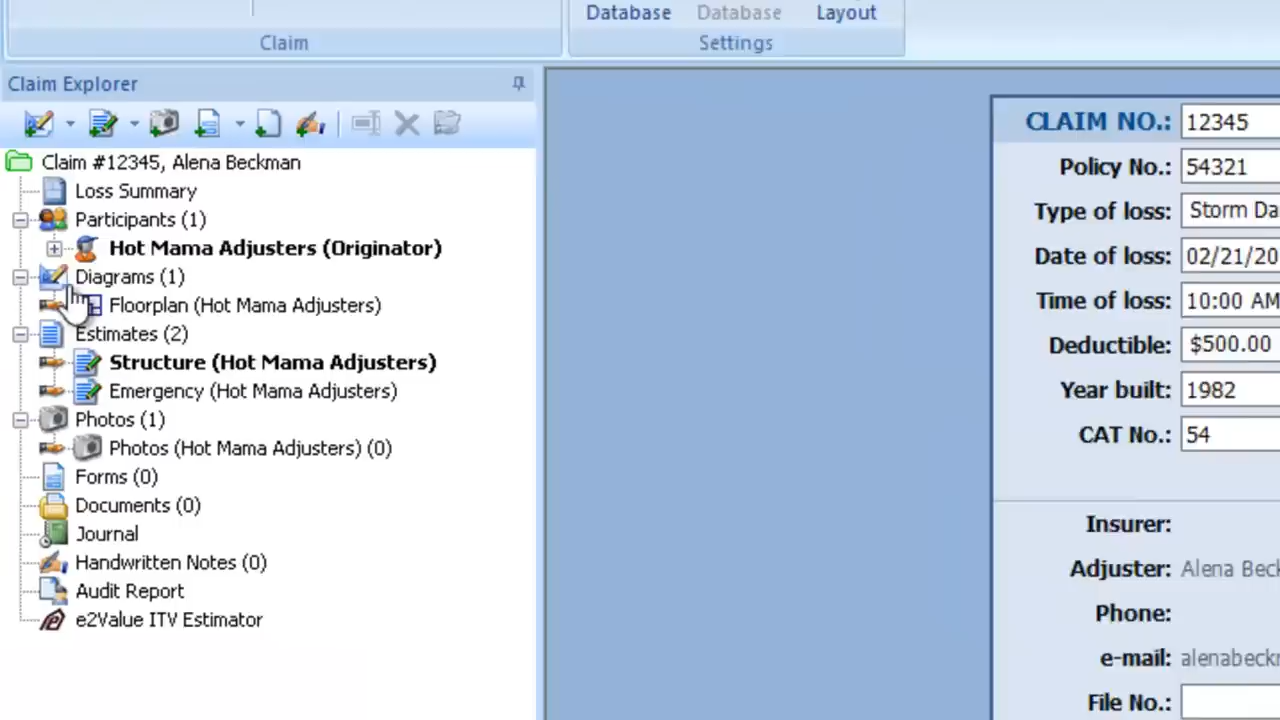 Database
Database
Layout
Claim
Settings
Claim Explorer
Claim #12345, Alena Beckman
Loss Summary
Participants (1)
Hot Mama Adjusters (Originator)
Diagrams (1)
Floorplan (Hot Mama Adjusters)
Estimates (2)
Structure (Hot Mama Adjusters)
Emergency (Hot Mama Adjusters)
Photos (1)
Photos (Hot Mama Adjusters) (0)
Forms (0)
Documents (0)
Journal
Handwritten Notes (0)
Audit Report
e2Value ITV Estimator
CLAIM NO.: 12345
Policy No.: 54321
Type of loss: Storm Da
Date of loss: 02/21/20
Time of loss: 10:00 AM
Deductible: $500.00
Year built: 1982
CAT No.: 54
Insurer:
Adjuster: Alena Beck
Phone:
e-mail: alenabeckr
File No.: